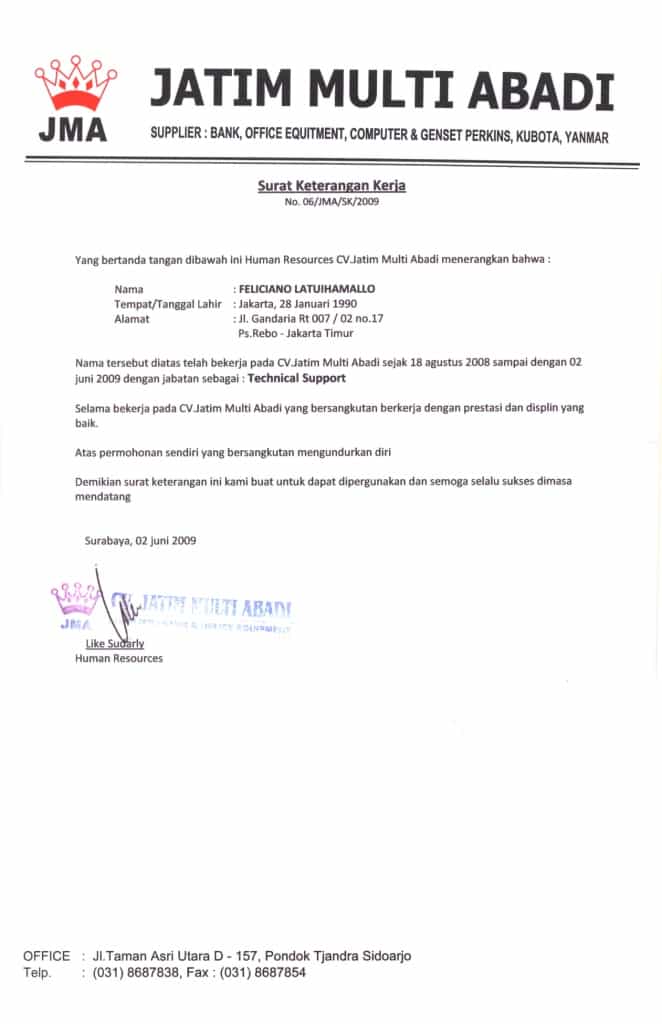 JMA
JATIM MULTI ABADI
SUPPLIER : BANK, OFFICE EQUITMENT, COMPUTER & GENSET PERKINS, KUBOTA, YANMAR
Surat Keterangan Kerja
No. 06/JMA/SK/2009
Yang bertanda tangan dibawah ini Human Resources CV.Jatim Multi Abadi menerangkan bahwa :
Nama : FELICIANO LATUIHAMALLO
Tempat/Tanggal Lahir : Jakarta, 28 Januari 1990
Alamat : Jl. Gandaria Rt 007 / 02 no.17
Ps.Rebo - Jakarta Timur
Nama tersebut diatas telah bekerja pada CV.Jatim Multi Abadi sejak 18 agustus 2008 sampai dengan 02
juni 2009 dengan jabatan sebagai : Technical Support
Selama bekerja pada CV.Jatim Multi Abadi yang bersangkutan berkerja dengan prestasi dan displin yang
baik.
Atas permohonan sendiri yang bersangkutan mengundurkan diri
Demikian surat keterangan ini kami buat untuk dapat dipergunakan dan semoga selalu sukses dimasa
mendatang
Surabaya, 02 juni 2009
CV. JATIM MULTI ABADI
JMA
Like Sudarly
Human Resources
OFFICE : Jl.Taman Asri Utara D - 157, Pondok Tjandra Sidoarjo
Telp. : (031) 8687838, Fax : (031) 8687854